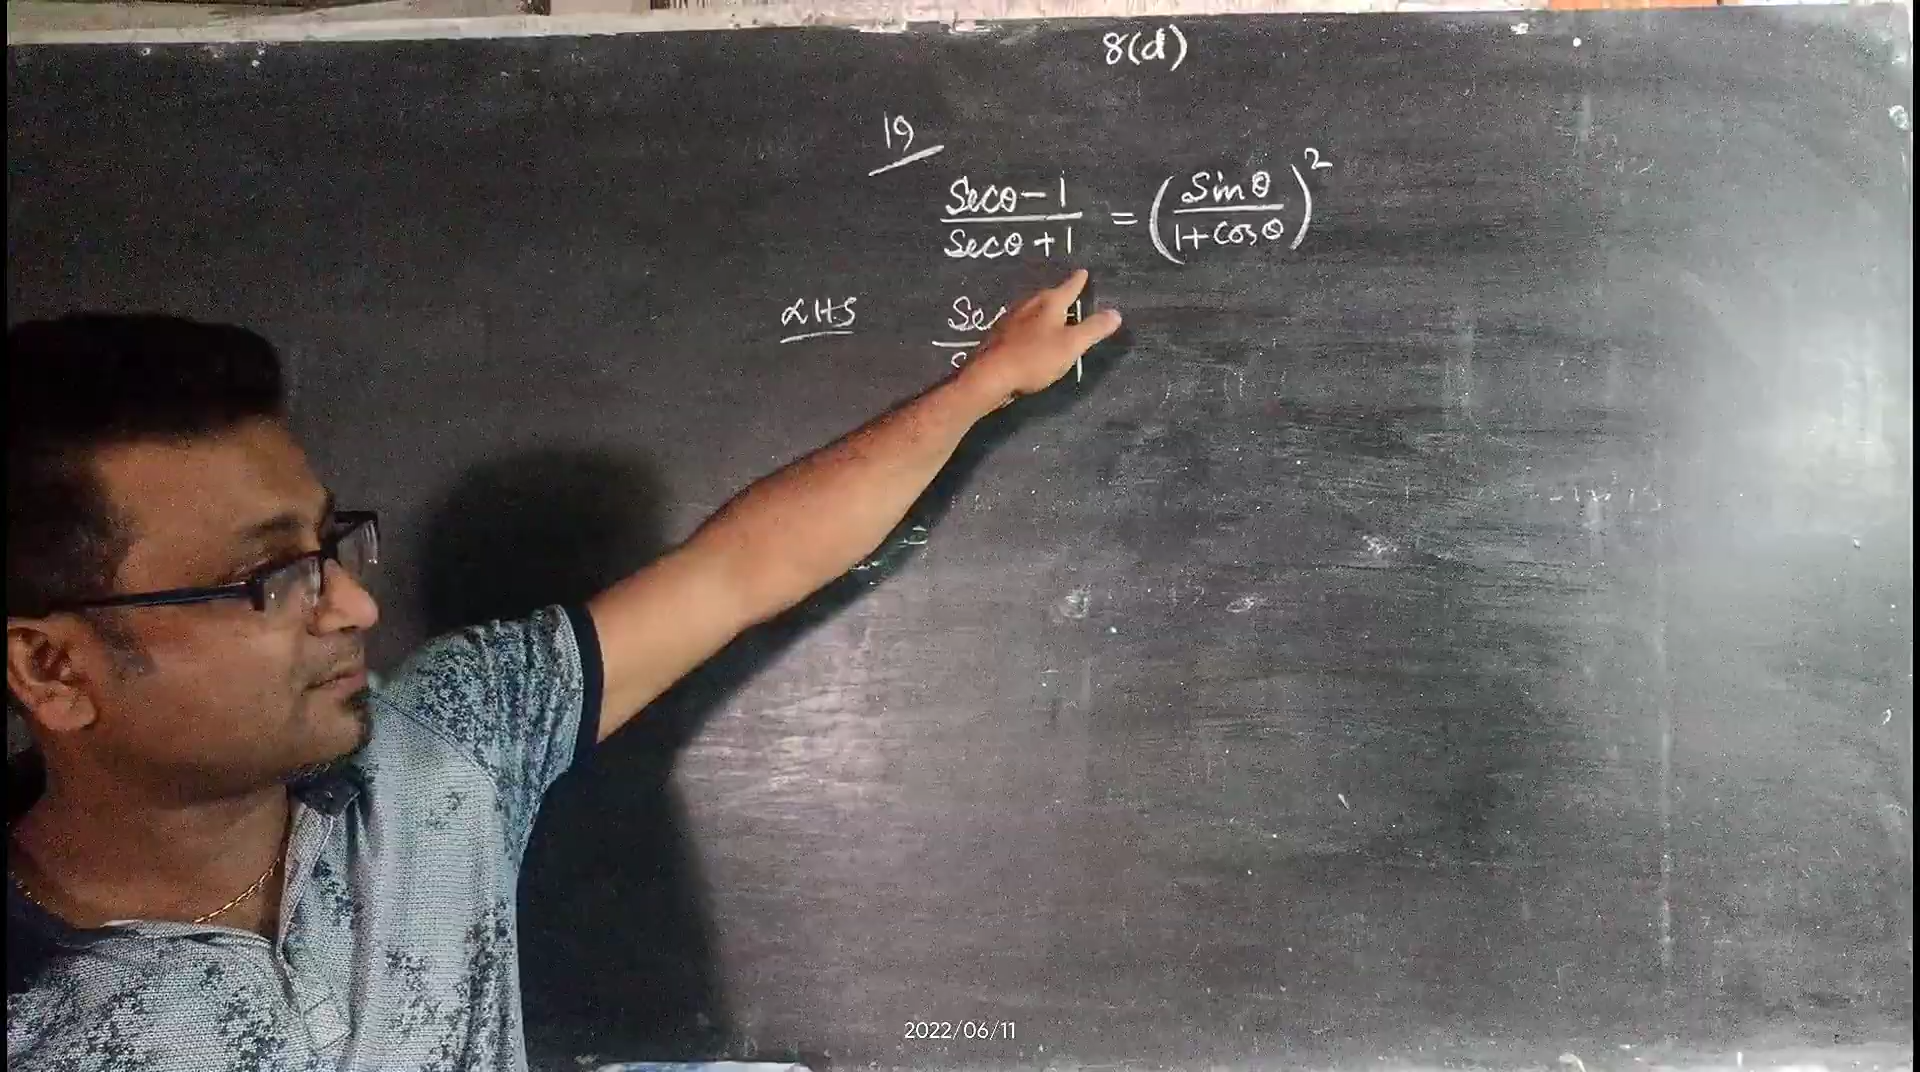 8(d)
19
Secθ-1 / Secθ+1 = (Sinθ / 1+cosθ)²
LHS
2022/06/11